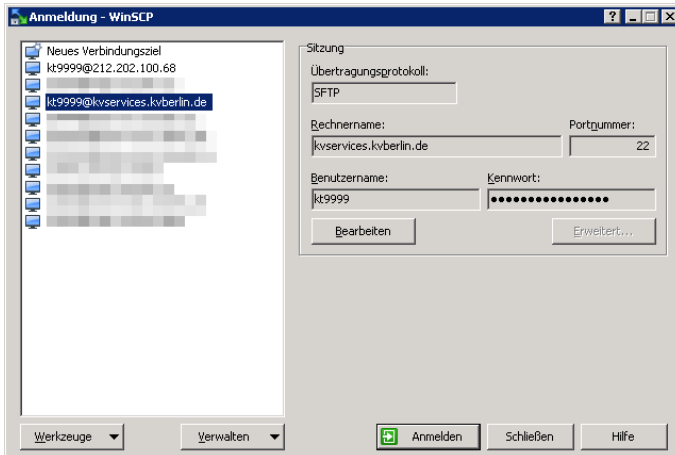 Anmeldung - WinSCP
Neues Verbindungsziel
kt9999@212.202.100.68
kt9999@kvservices.kvberlin.de
Sitzung
Übertragungsprotokoll:
SFTP
Rechnername: Portnummer:
kvservices.kvberlin.de 22
Benutzername: Kennwort:
kt9999 ●●●●●●●●●●●●●●●●
Bearbeiten Erweitert...
Werkzeuge Verwalten Anmelden Schließen Hilfe